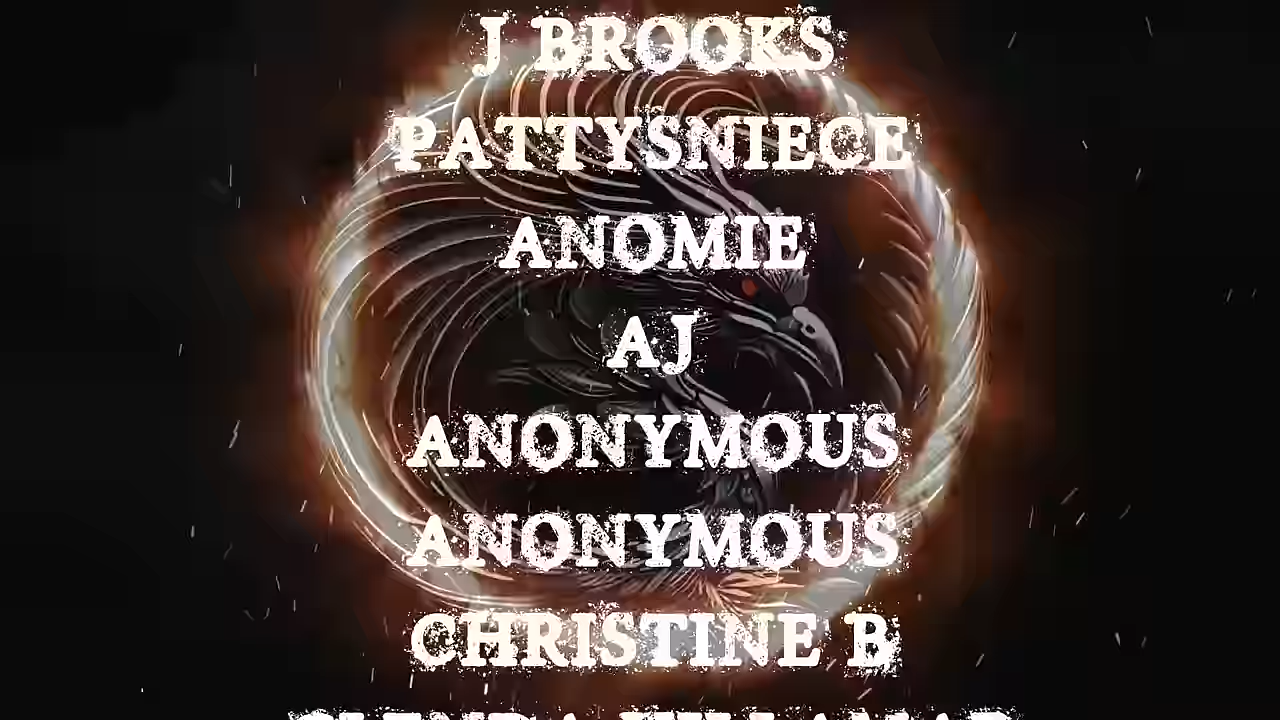 J BROOKS
PATTYSNIECE
ANOMIE
AJ
ANONYMOUS
ANONYMOUS
CHRISTINE B